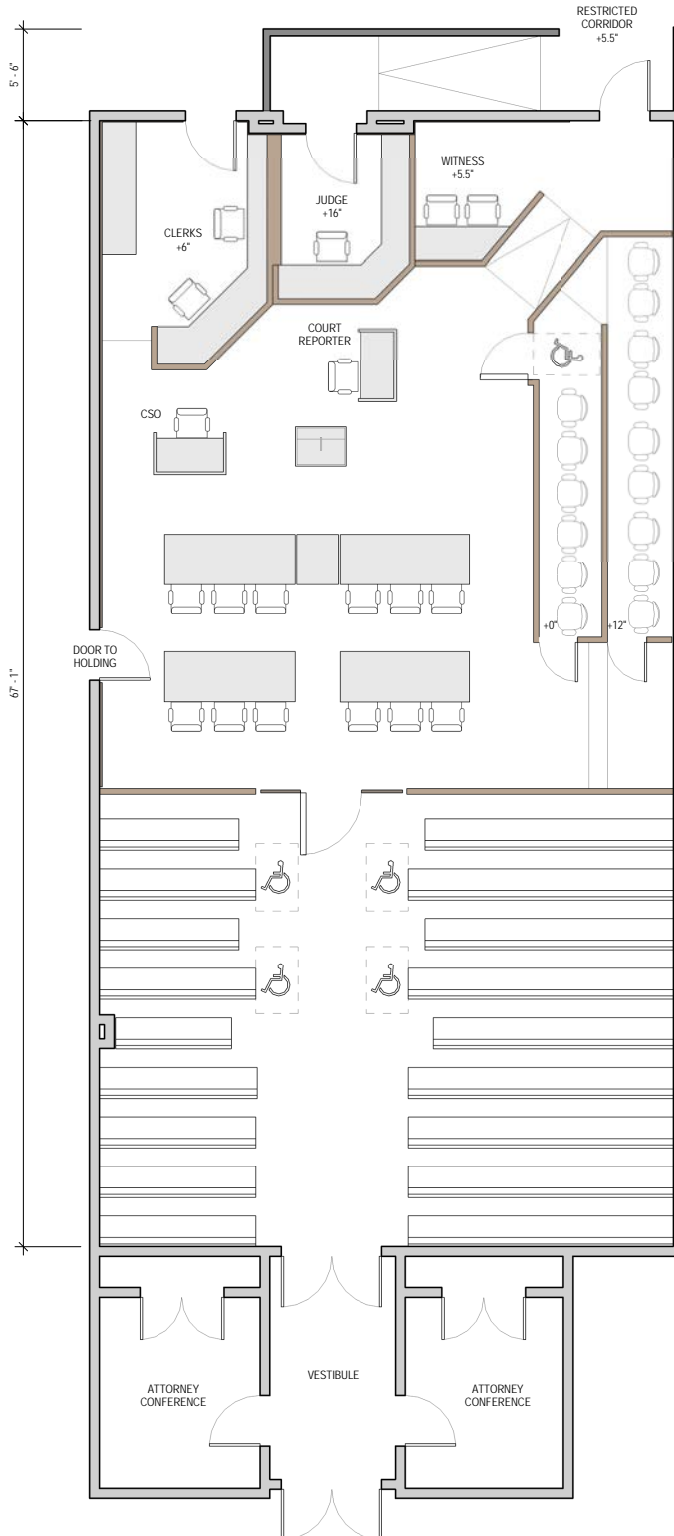 RESTRICTED
CORRIDOR
+5.5"
5' - 6"
WITNESS
+5.5"
JUDGE
+16"
CLERKS
+6"
COURT
REPORTER
CSO
+0"
+12"
DOOR TO
HOLDING
67' - 1"
VESTIBULE
ATTORNEY
CONFERENCE
ATTORNEY
CONFERENCE